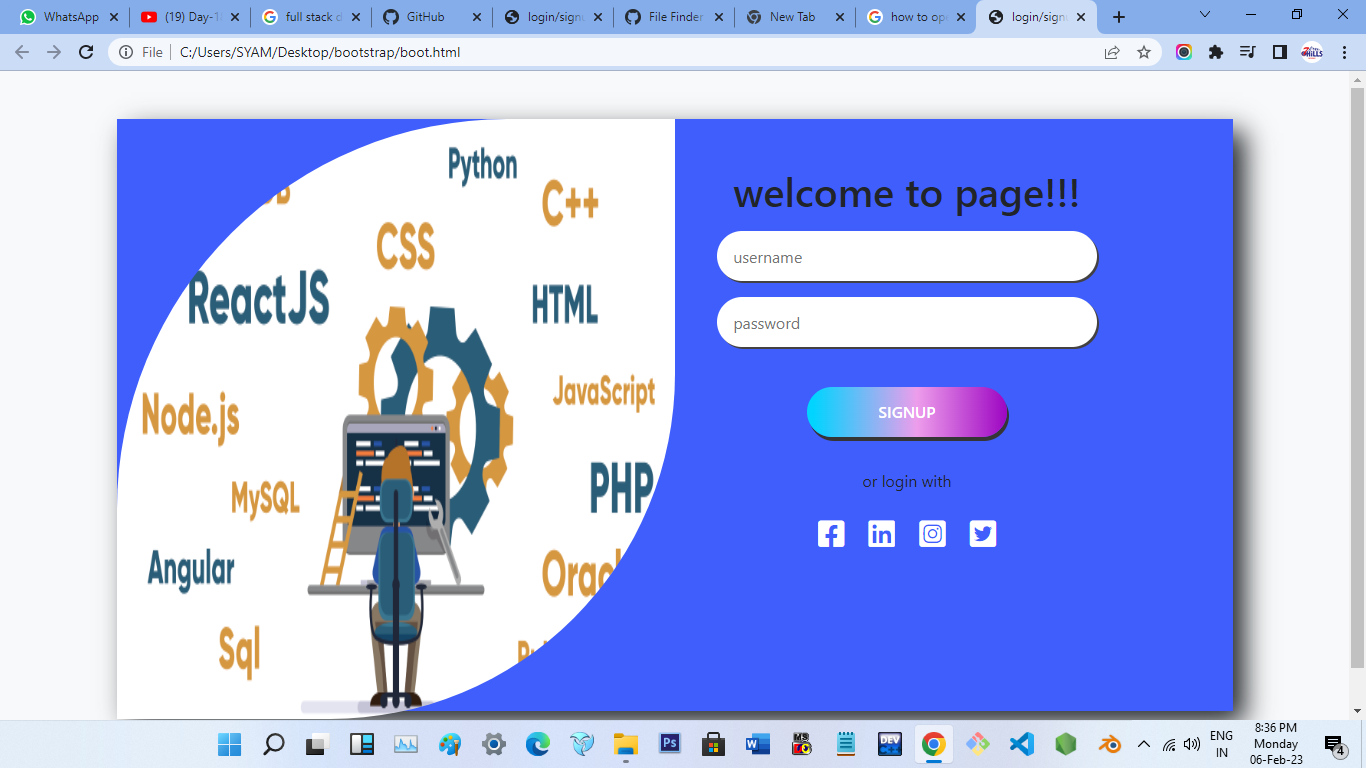 WhatsApp
(19) Day-1
full stack d
GitHub
login/sign
File Finder
New Tab
how to op
login/sign
File
C:/Users/SYAM/Desktop/bootstrap/boot.html
Python
C++
CSS
ReactJS
HTML
JavaScript
Node.js
PHP
MySQL
Angular
Orac
Sql
welcome to page!!!
username
password
SIGNUP
or login with
8:36 PM
ENG
Monday
IN
06-Feb-23
4